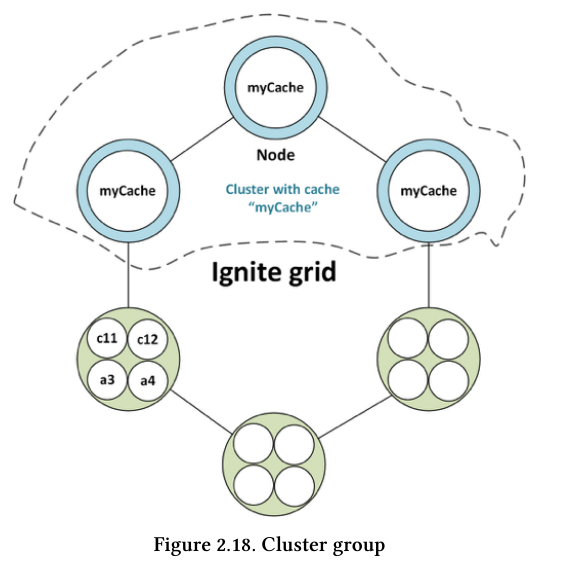 myCache
Node
myCache
Cluster with cache
“myCache”
myCache
Ignite grid
c11
c12
a3
a4
Figure 2.18. Cluster group